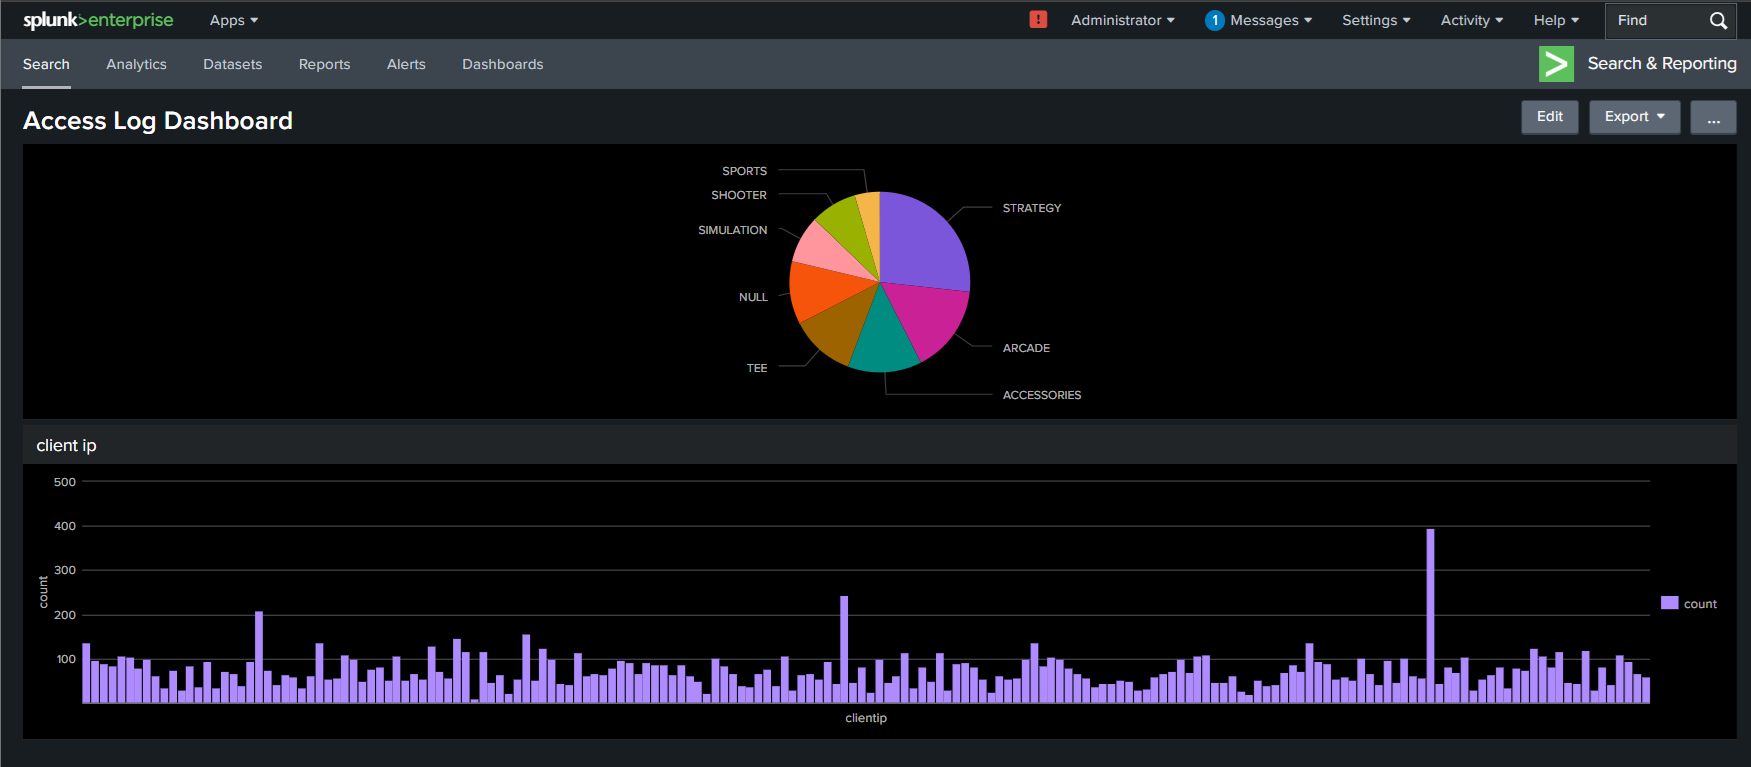 splunk>enterprise Apps Administrator 1 Messages Settings Activity Help Find
Search Analytics Datasets Reports Alerts Dashboards Search & Reporting
Access Log Dashboard Edit Export ...
SPORTS
SHOOTER
STRATEGY
SIMULATION
NULL
ARCADE
TEE
ACCESSORIES
client ip
500
400
300
200
100
count
count
clientip